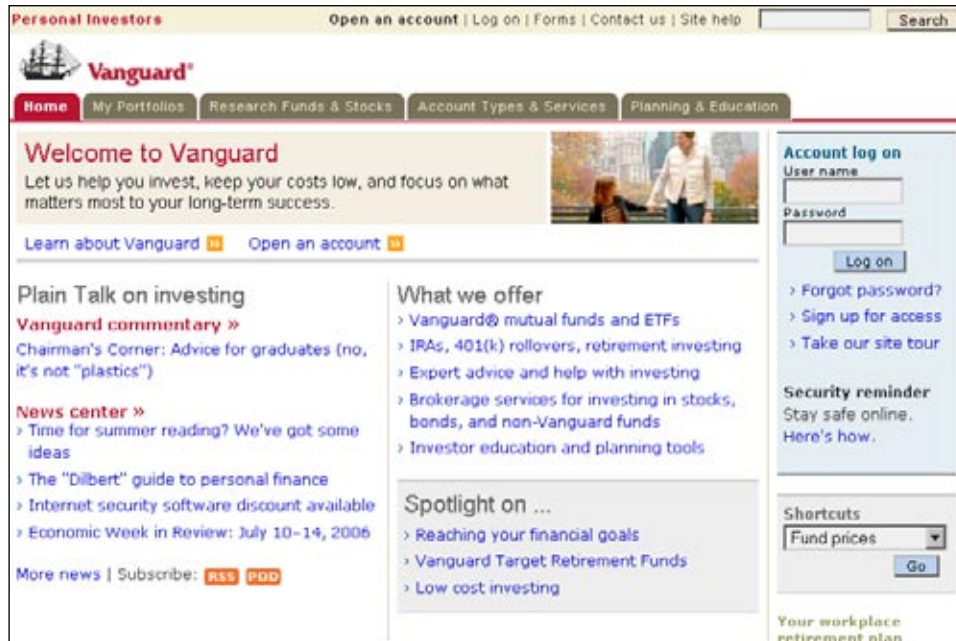 Personal Investors
Open an account | Log on | Forms | Contact us | Site help
Search
Vanguard®
Home
My Portfolios
Research Funds & Stocks
Account Types & Services
Planning & Education
Welcome to Vanguard
Let us help you invest, keep your costs low, and focus on what
matters most to your long-term success.
Learn about Vanguard »
Open an account »
Plain Talk on investing
Vanguard commentary »
Chairman's Corner: Advice for graduates (no,
it's not "plastics")
News center »
› Time for summer reading? We've got some
ideas
› The "Dilbert" guide to personal finance
› Internet security software discount available
› Economic Week in Review: July 10–14, 2006
More news | Subscribe: RSS POD
What we offer
› Vanguard® mutual funds and ETFs
› IRAs, 401(k) rollovers, retirement investing
› Expert advice and help with investing
› Brokerage services for investing in stocks,
bonds, and non-Vanguard funds
› Investor education and planning tools
Spotlight on ...
› Reaching your financial goals
› Vanguard Target Retirement Funds
› Low cost investing
Account log on
User name
Password
Log on
› Forgot password?
› Sign up for access
› Take our site tour
Security reminder
Stay safe online.
Here's how.
Shortcuts
Fund prices
Go
Your workplace
retirement plan